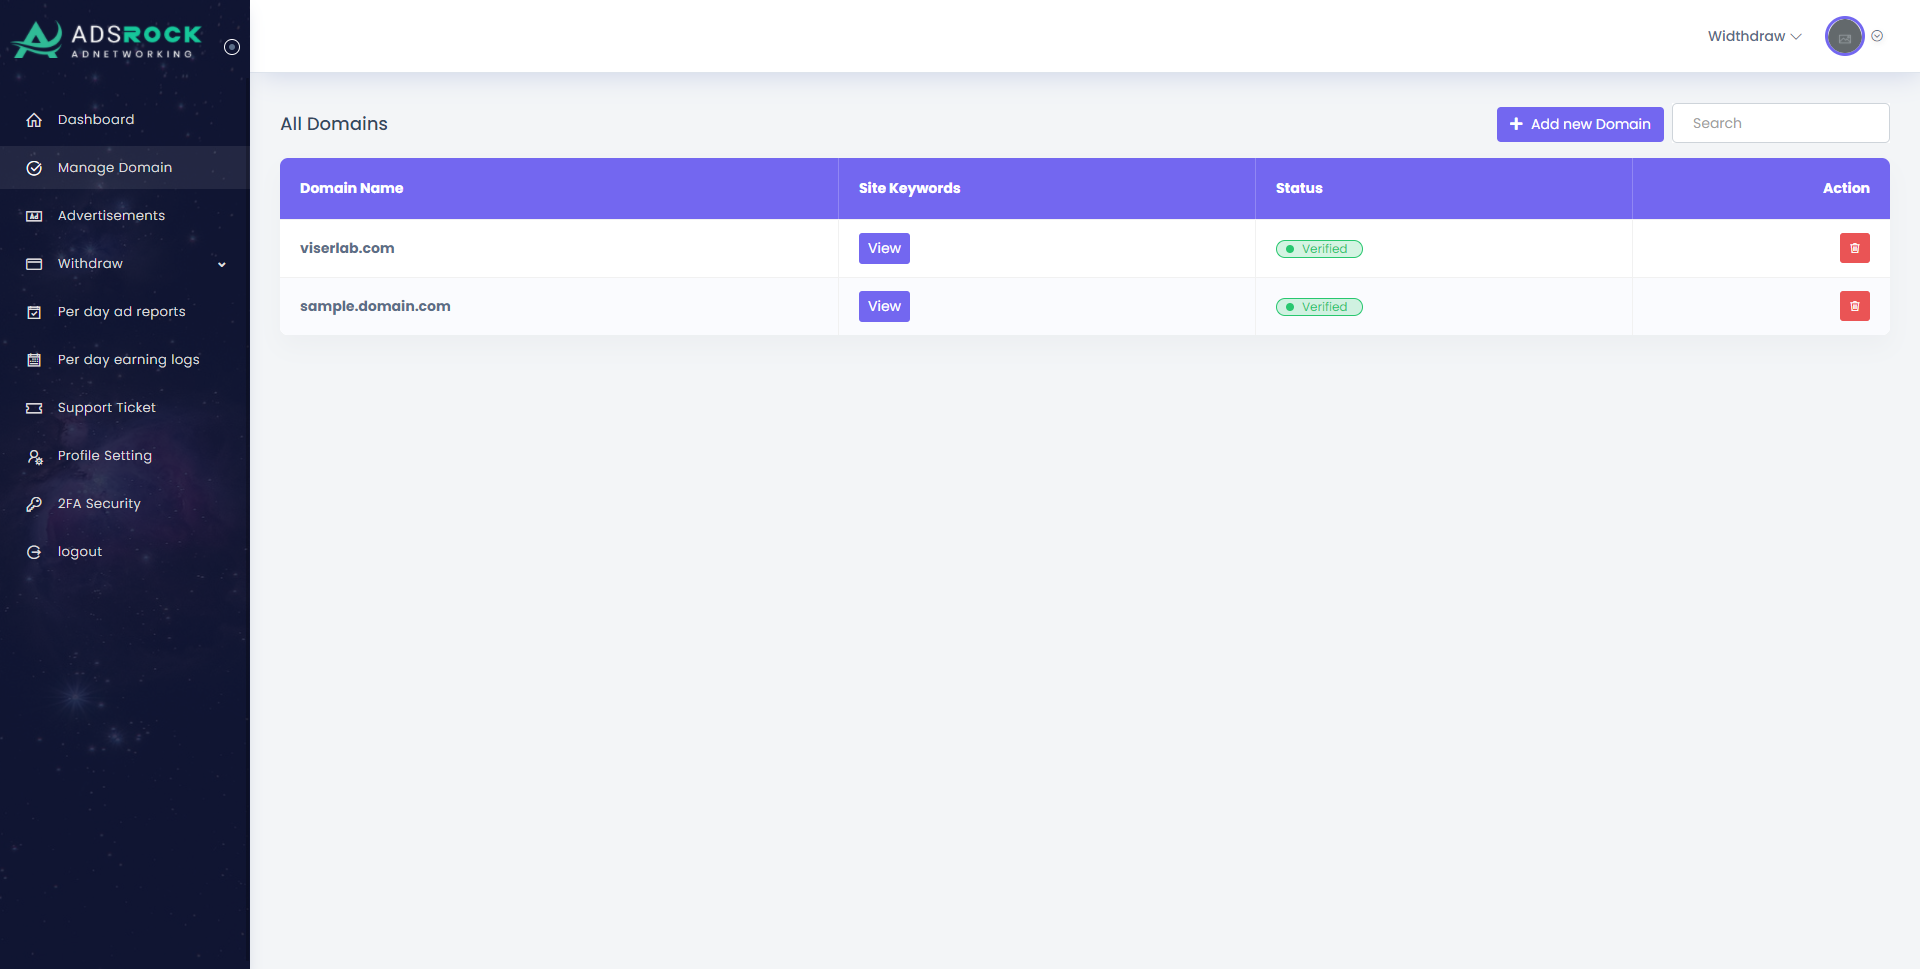 ADSROCK
ADNETWORKING
Widthdraw
Dashboard
Manage Domain
Advertisements
Withdraw
Per day ad reports
Per day earning logs
Support Ticket
Profile Setting
2FA Security
logout
All Domains
Add new Domain
Search
Domain Name Site Keywords Status Action
viserlab.com View Verified
sample.domain.com View Verified